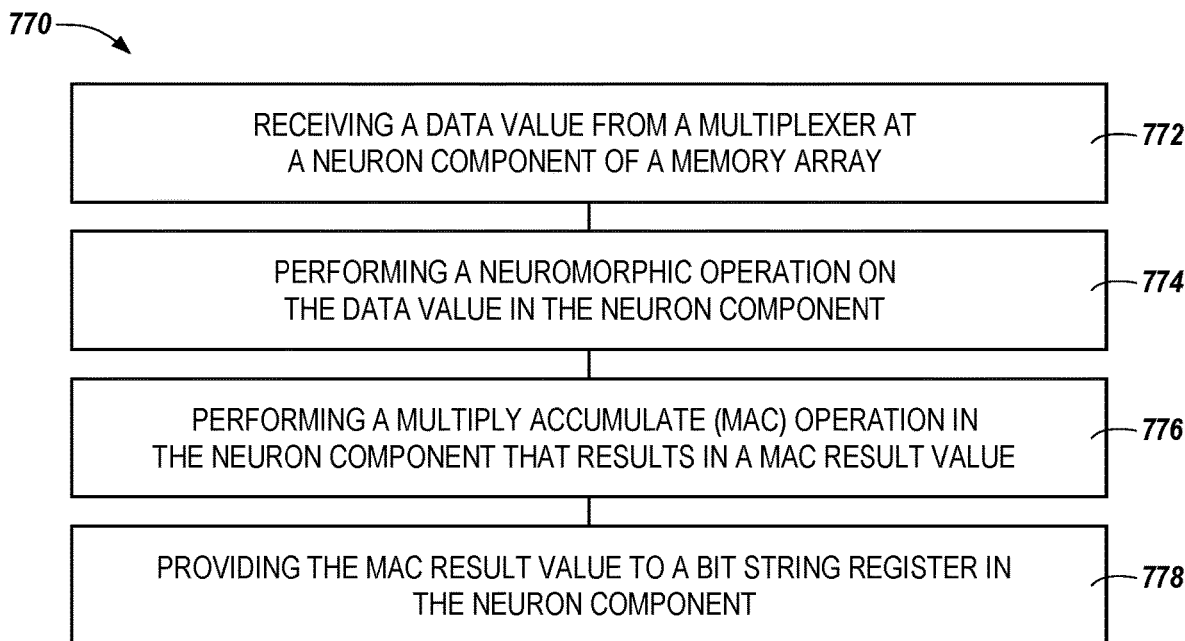 770
RECEIVING A DATA VALUE FROM A MULTIPLEXER AT
A NEURON COMPONENT OF A MEMORY ARRAY
772
PERFORMING A NEUROMORPHIC OPERATION ON
THE DATA VALUE IN THE NEURON COMPONENT
774
PERFORMING A MULTIPLY ACCUMULATE (MAC) OPERATION IN
THE NEURON COMPONENT THAT RESULTS IN A MAC RESULT VALUE
776
PROVIDING THE MAC RESULT VALUE TO A BIT STRING REGISTER IN
THE NEURON COMPONENT
778